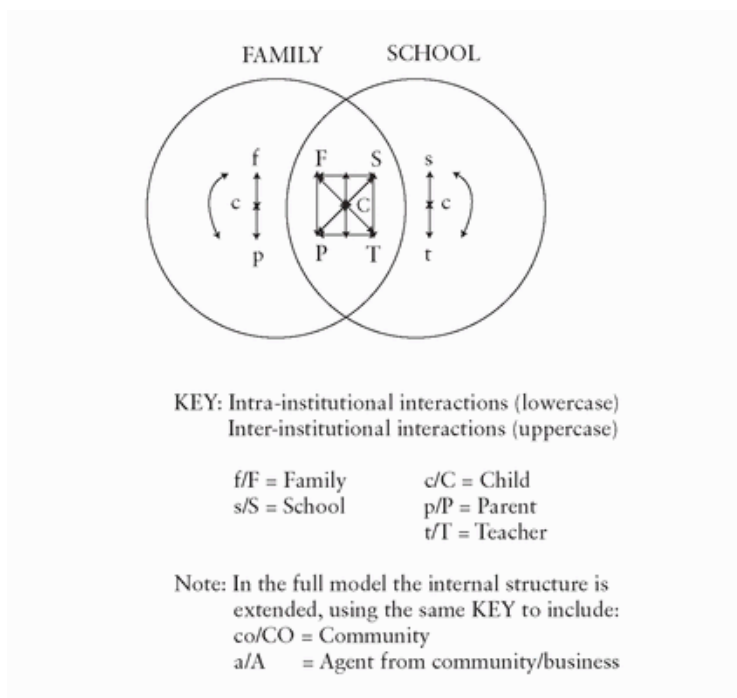 FAMILY SCHOOL
f F S s
c C c
p P T t
KEY: Intra-institutional interactions (lowercase)
Inter-institutional interactions (uppercase)
f/F = Family c/C = Child
s/S = School p/P = Parent
t/T = Teacher
Note: In the full model the internal structure is
extended, using the same KEY to include:
co/CO = Community
a/A = Agent from community/business